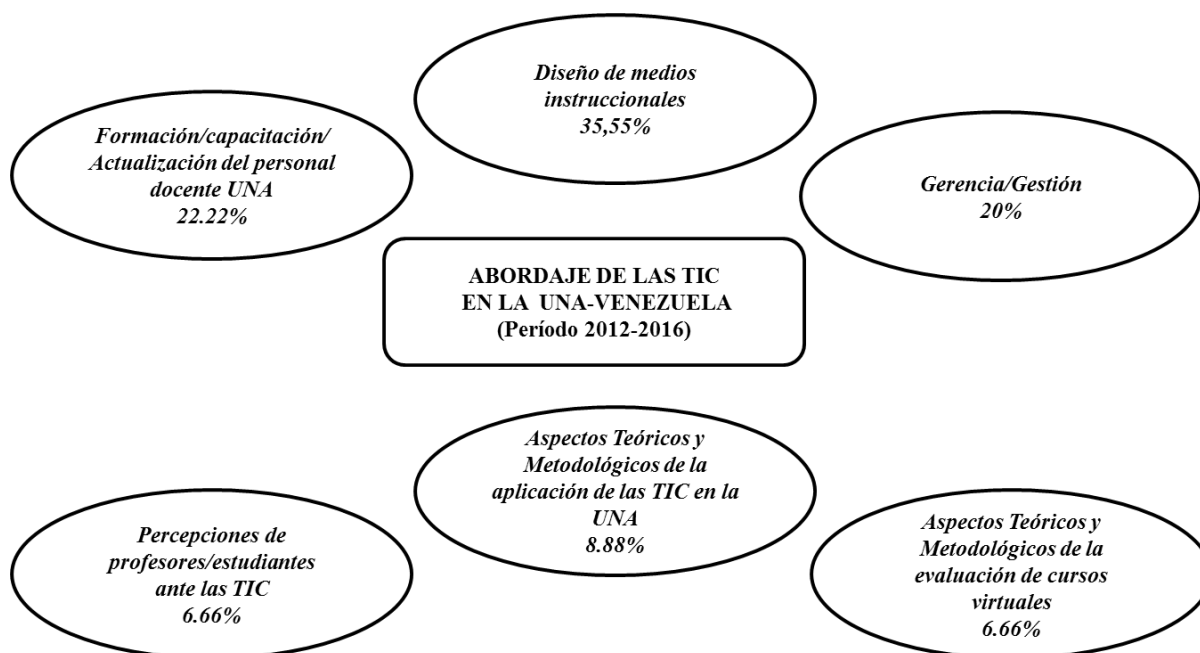 Diseño de medios
instruccionales
35,55%
Formación/capacitación/
Actualización del personal
docente UNA
22.22%
Gerencia/Gestión
20%
ABORDAJE DE LAS TIC
EN LA UNA-VENEZUELA
(Período 2012-2016)
Aspectos Teóricos y
Metodológicos de la
aplicación de las TIC en la
UNA
8.88%
Percepciones de
profesores/estudiantes
ante las TIC
6.66%
Aspectos Teóricos y
Metodológicos de la
evaluación de cursos
virtuales
6.66%